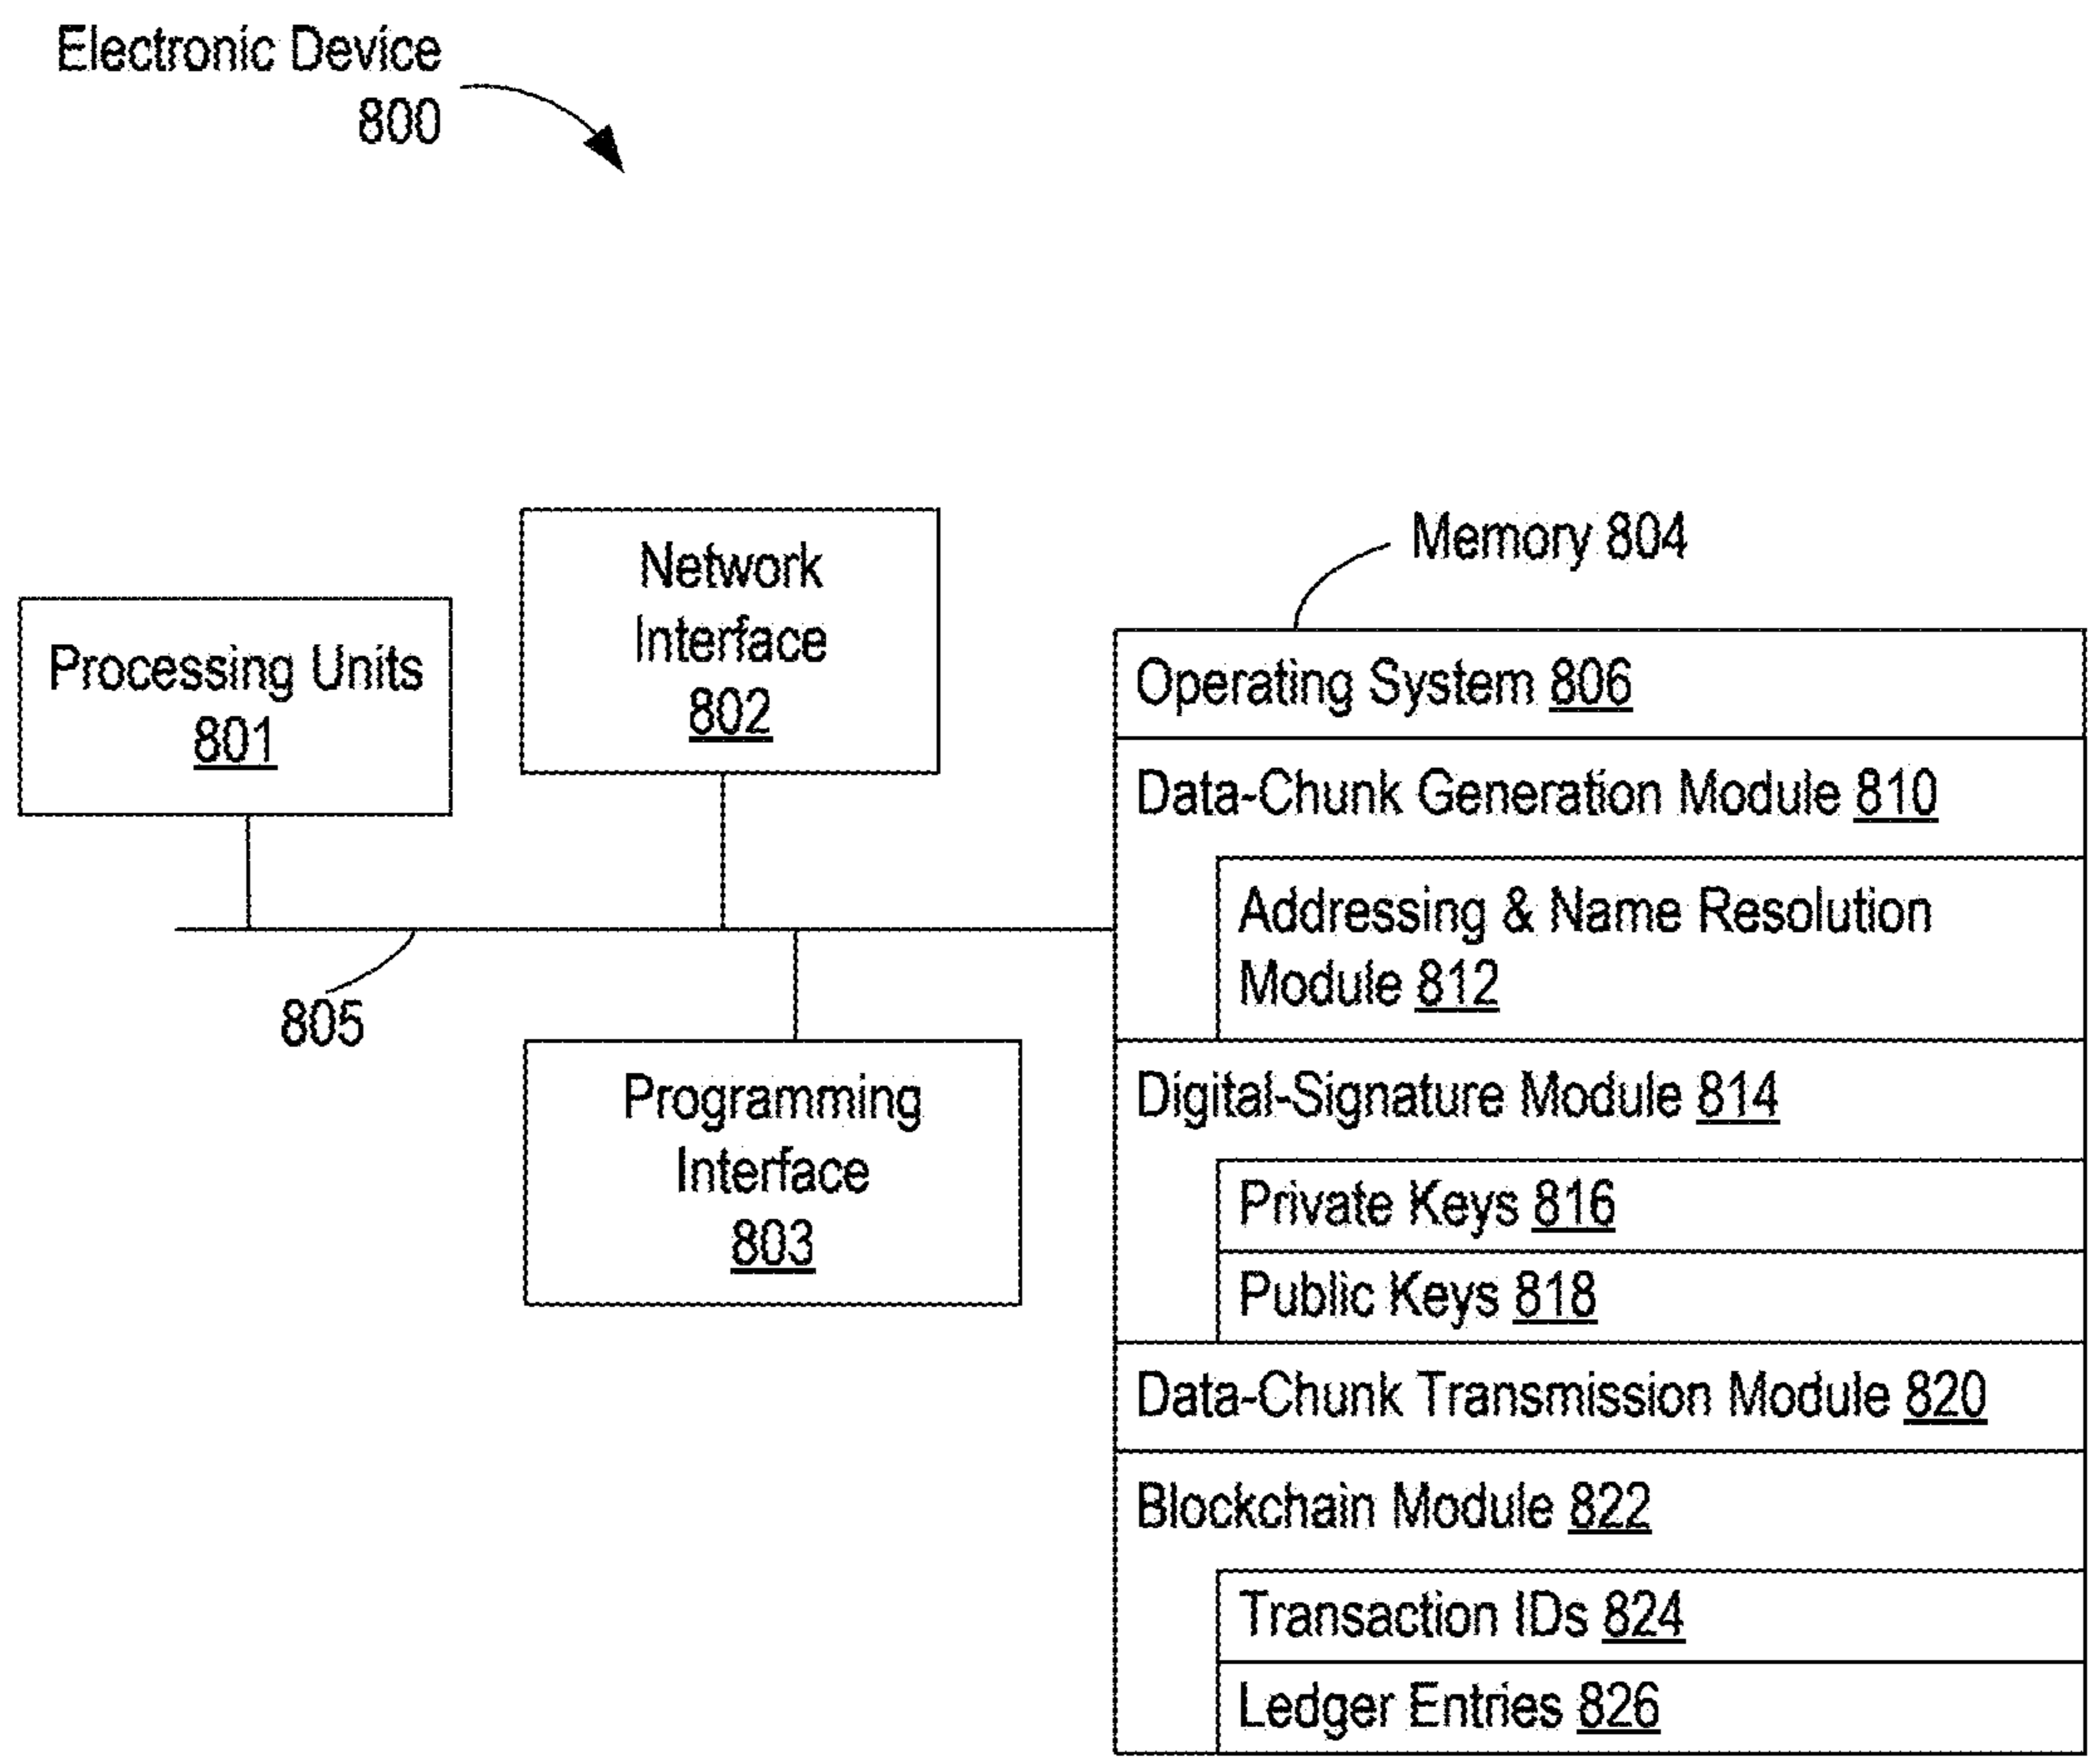 Electronic Device
800
Network
Interface
802
Processing Units
801
805
Programming
Interface
803
Memory 804
Operating System 806
Data-Chunk Generation Module 810
Addressing & Name Resolution
Module 812
Digital-Signature Module 814
Private Keys 816
Public Keys 818
Data-Chunk Transmission Module 820
Blockchain Module 822
Transaction IDs 824
Ledger Entries 826